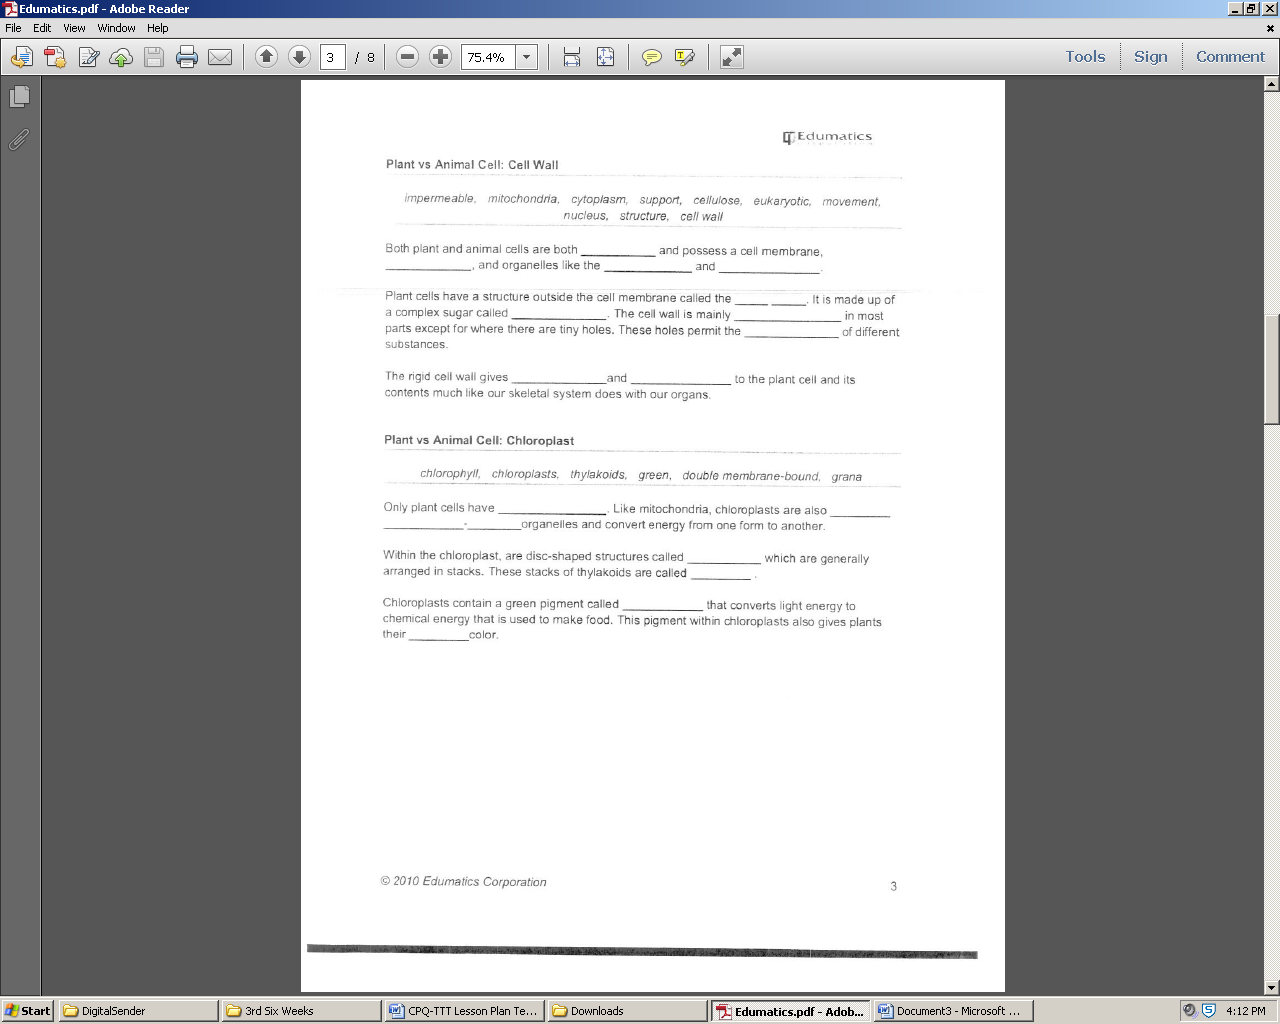 Edumatics.pdf - Adobe Reader
File Edit View Window Help
3 / 8 75.4% Tools Sign Comment
Edumatics
Plant vs Animal Cell: Cell Wall
impermeable, mitochondria, cytoplasm, support, cellulose, eukaryotic, movement,
nucleus, structure, cell wall
Both plant and animal cells are both ___________ and possess a cell membrane,
_____________, and organelles like the _____________ and _______________.
Plant cells have a structure outside the cell membrane called the _____ _____. It is made up of
a complex sugar called ______________. The cell wall is mainly ________________ in most
parts except for where there are tiny holes. These holes permit the ______________ of different
substances.
The rigid cell wall gives ______________and _______________ to the plant cell and its
contents much like our skeletal system does with our organs.
Plant vs Animal Cell: Chloroplast
chlorophyll, chloroplasts, thylakoids, green, double membrane-bound, grana
Only plant cells have ________________. Like mitochondria, chloroplasts are also _________
____________-________organelles and convert energy from one form to another.
Within the chloroplast, are disc-shaped structures called ___________ which are generally
arranged in stacks. These stacks of thylakoids are called _________ .
Chloroplasts contain a green pigment called ____________ that converts light energy to
chemical energy that is used to make food. This pigment within chloroplasts also gives plants
their _________color.
© 2010 Edumatics Corporation 3
Start DigitalSender 3rd Six Weeks CPQ-TTT Lesson Plan Te... Downloads Edumatics.pdf - Adob... Document3 - Microsoft ... 4:12 PM